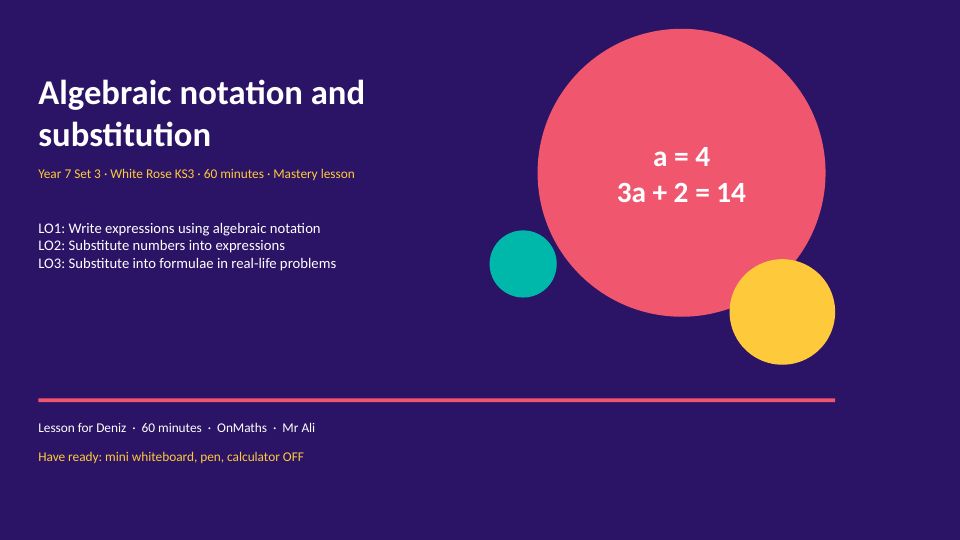 Algebraic notation and
substitution
Year 7 Set 3 · White Rose KS3 · 60 minutes · Mastery lesson
LO1: Write expressions using algebraic notation
LO2: Substitute numbers into expressions
LO3: Substitute into formulae in real-life problems
a = 4
3a + 2 = 14
Lesson for Deniz · 60 minutes · OnMaths · Mr Ali
Have ready: mini whiteboard, pen, calculator OFF